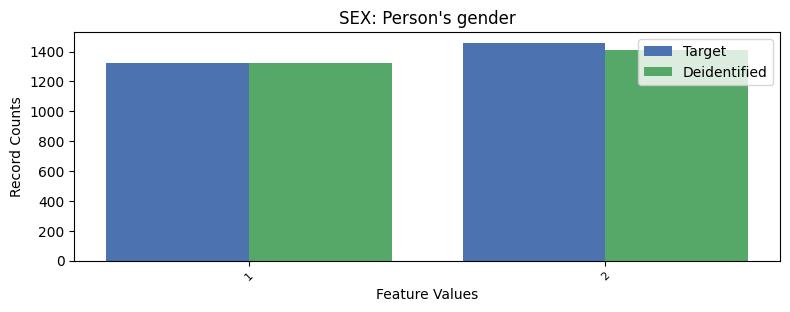 SEX: Person's gender
Target
Deidentified
Record Counts
1400
1200
1000
800
600
400
200
0
1
2
Feature Values